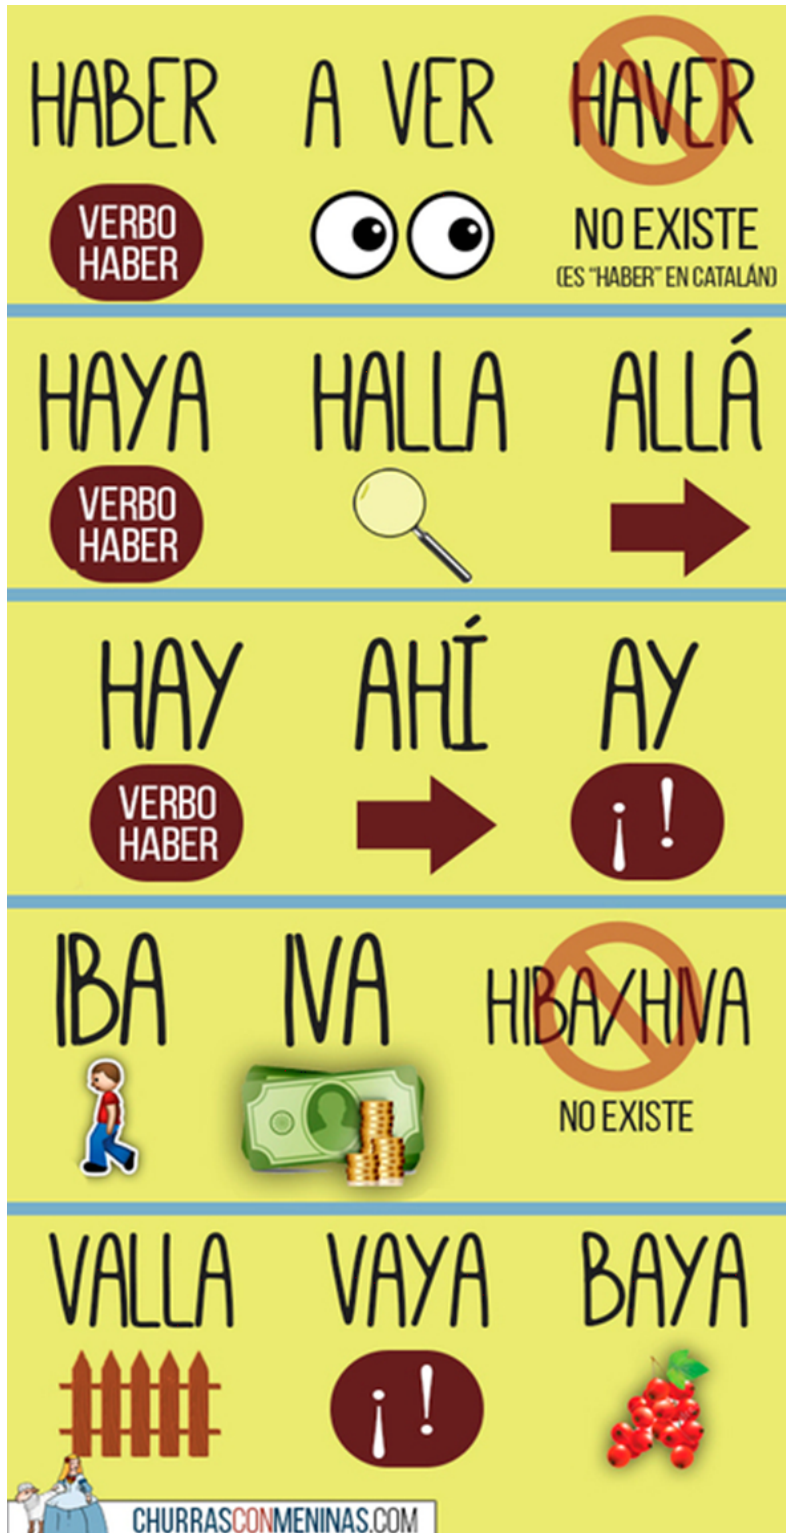 HABER A VER HAVER
VERBO
HABER
NO EXISTE
(ES "HABER" EN CATALÁN)
HAYA HALLA ALLÁ
VERBO
HABER
HAY AHÍ AY
VERBO
HABER
¡ !
IBA IVA HIBA/HIVA
NO EXISTE
VALLA VAYA BAYA
¡ !
CHURRASCONMENINAS.COM